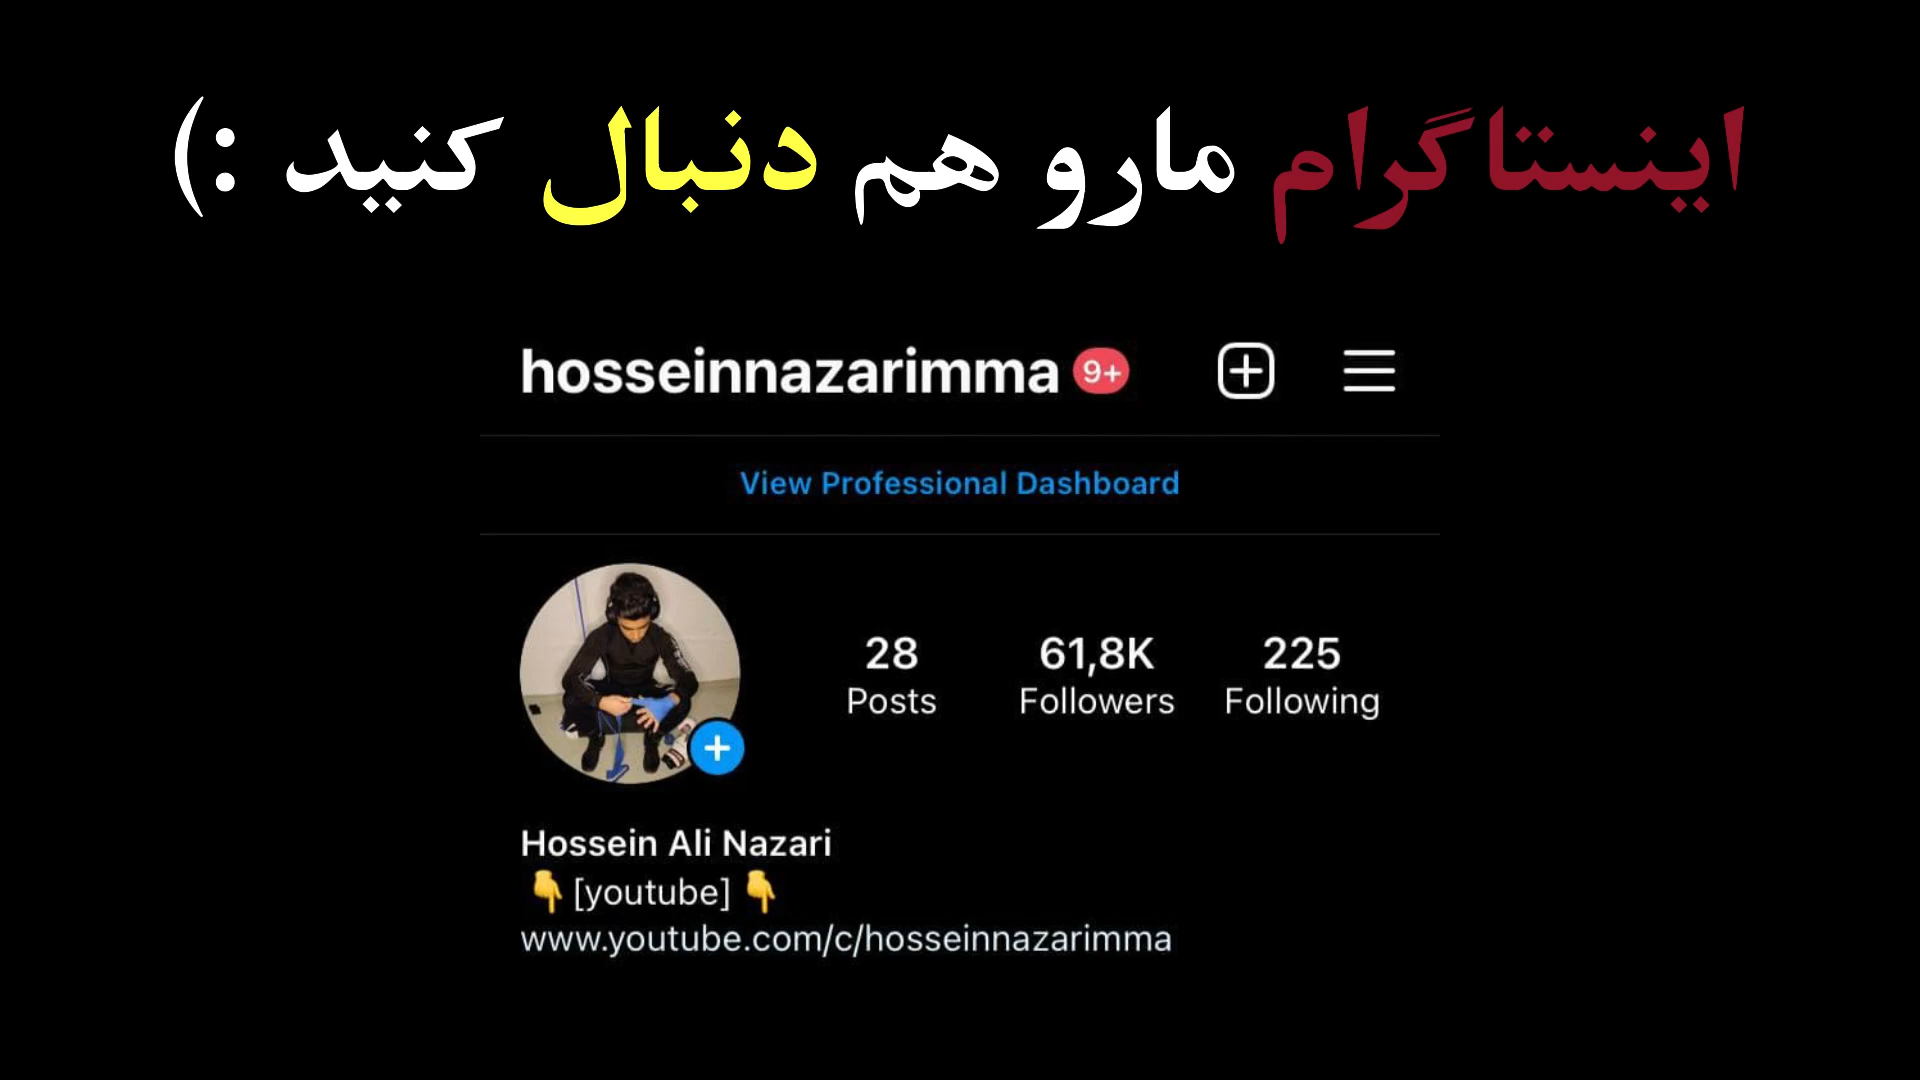 اینستاگرام مارو هم دنبال کنید :)
hosseinnazarimma 9+
View Professional Dashboard
28 61,8K 225
Posts Followers Following
Hossein Ali Nazari
👇[youtube]👇
www.youtube.com/c/hosseinnazarimma